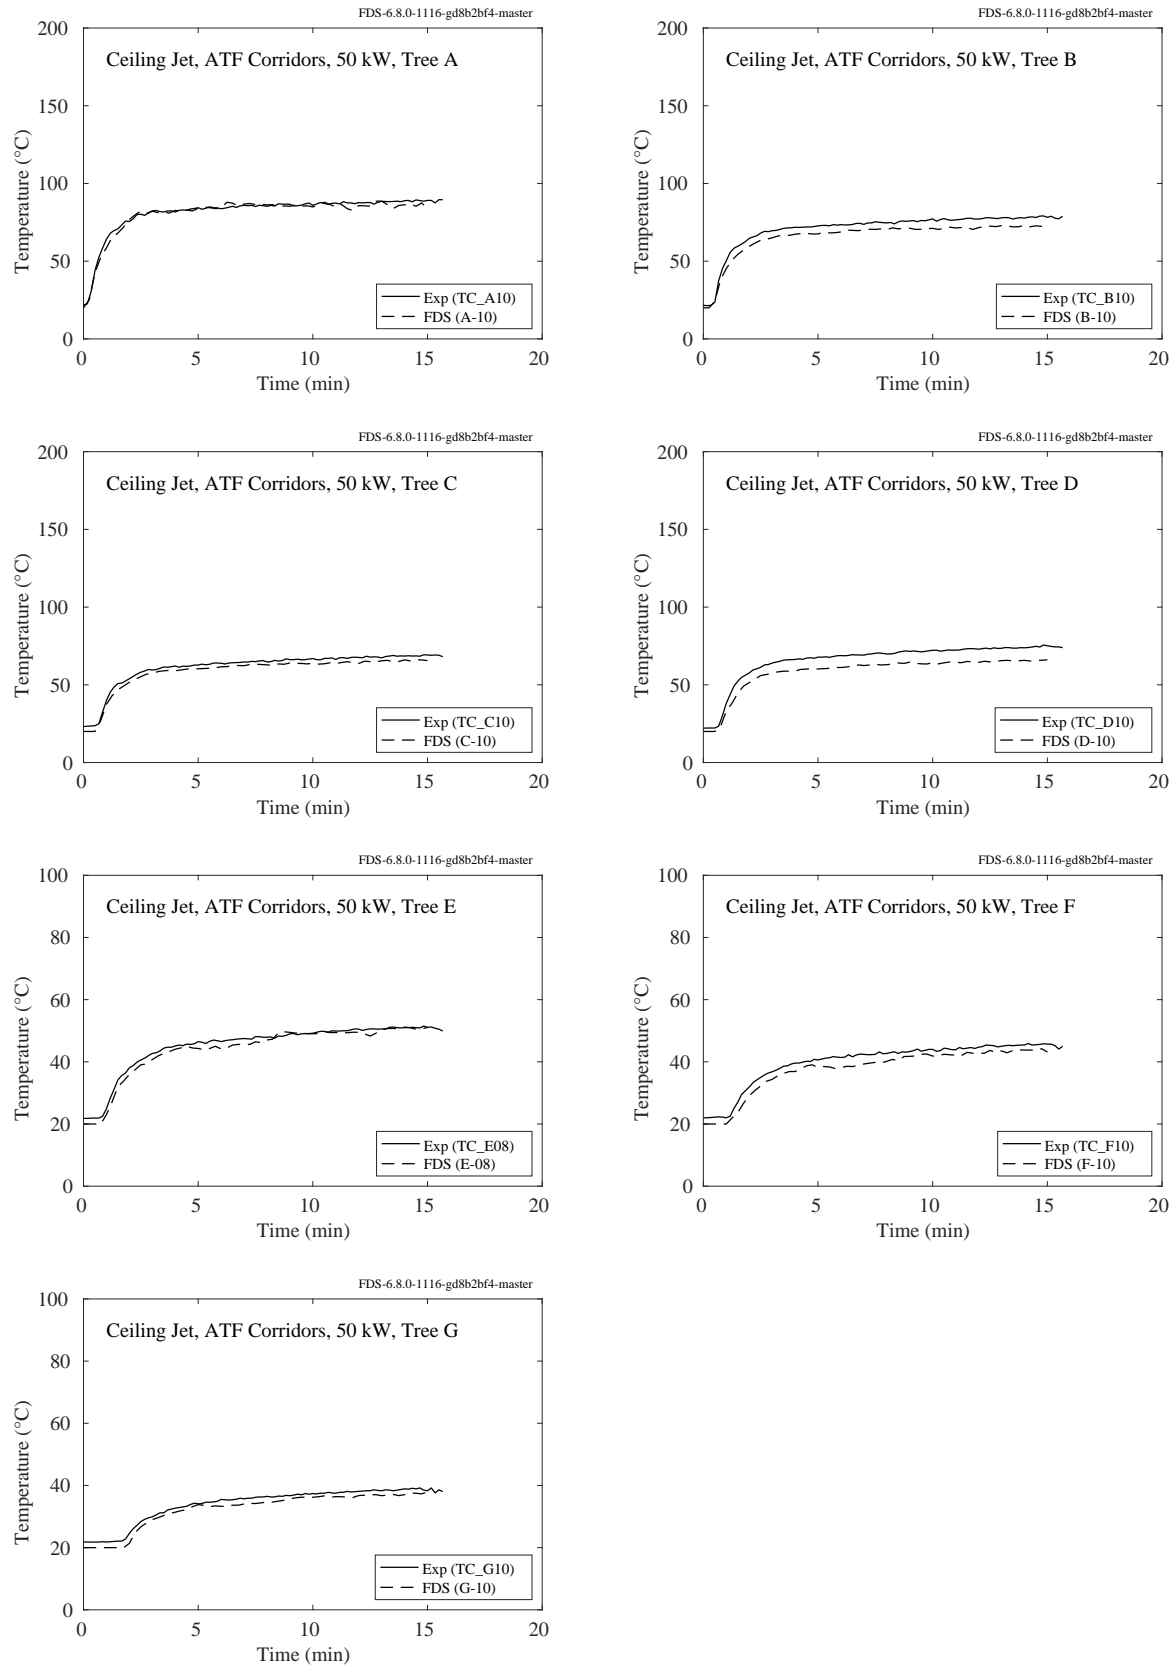 FDS-6.8.0-1116-gd8b2bf4-master
200
150
100
50
0
Temperature (°C)
Ceiling Jet, ATF Corridors, 50 kW, Tree A
Exp (TC_A10)
FDS (A-10)
0 5 10 15 20
Time (min)
FDS-6.8.0-1116-gd8b2bf4-master
200
150
100
50
0
Temperature (°C)
Ceiling Jet, ATF Corridors, 50 kW, Tree B
Exp (TC_B10)
FDS (B-10)
0 5 10 15 20
Time (min)
FDS-6.8.0-1116-gd8b2bf4-master
200
150
100
50
0
Temperature (°C)
Ceiling Jet, ATF Corridors, 50 kW, Tree C
Exp (TC_C10)
FDS (C-10)
0 5 10 15 20
Time (min)
FDS-6.8.0-1116-gd8b2bf4-master
200
150
100
50
0
Temperature (°C)
Ceiling Jet, ATF Corridors, 50 kW, Tree D
Exp (TC_D10)
FDS (D-10)
0 5 10 15 20
Time (min)
FDS-6.8.0-1116-gd8b2bf4-master
100
80
60
40
20
0
Temperature (°C)
Ceiling Jet, ATF Corridors, 50 kW, Tree E
Exp (TC_E08)
FDS (E-08)
0 5 10 15 20
Time (min)
FDS-6.8.0-1116-gd8b2bf4-master
100
80
60
40
20
0
Temperature (°C)
Ceiling Jet, ATF Corridors, 50 kW, Tree F
Exp (TC_F10)
FDS (F-10)
0 5 10 15 20
Time (min)
FDS-6.8.0-1116-gd8b2bf4-master
100
80
60
40
20
0
Temperature (°C)
Ceiling Jet, ATF Corridors, 50 kW, Tree G
Exp (TC_G10)
FDS (G-10)
0 5 10 15 20
Time (min)